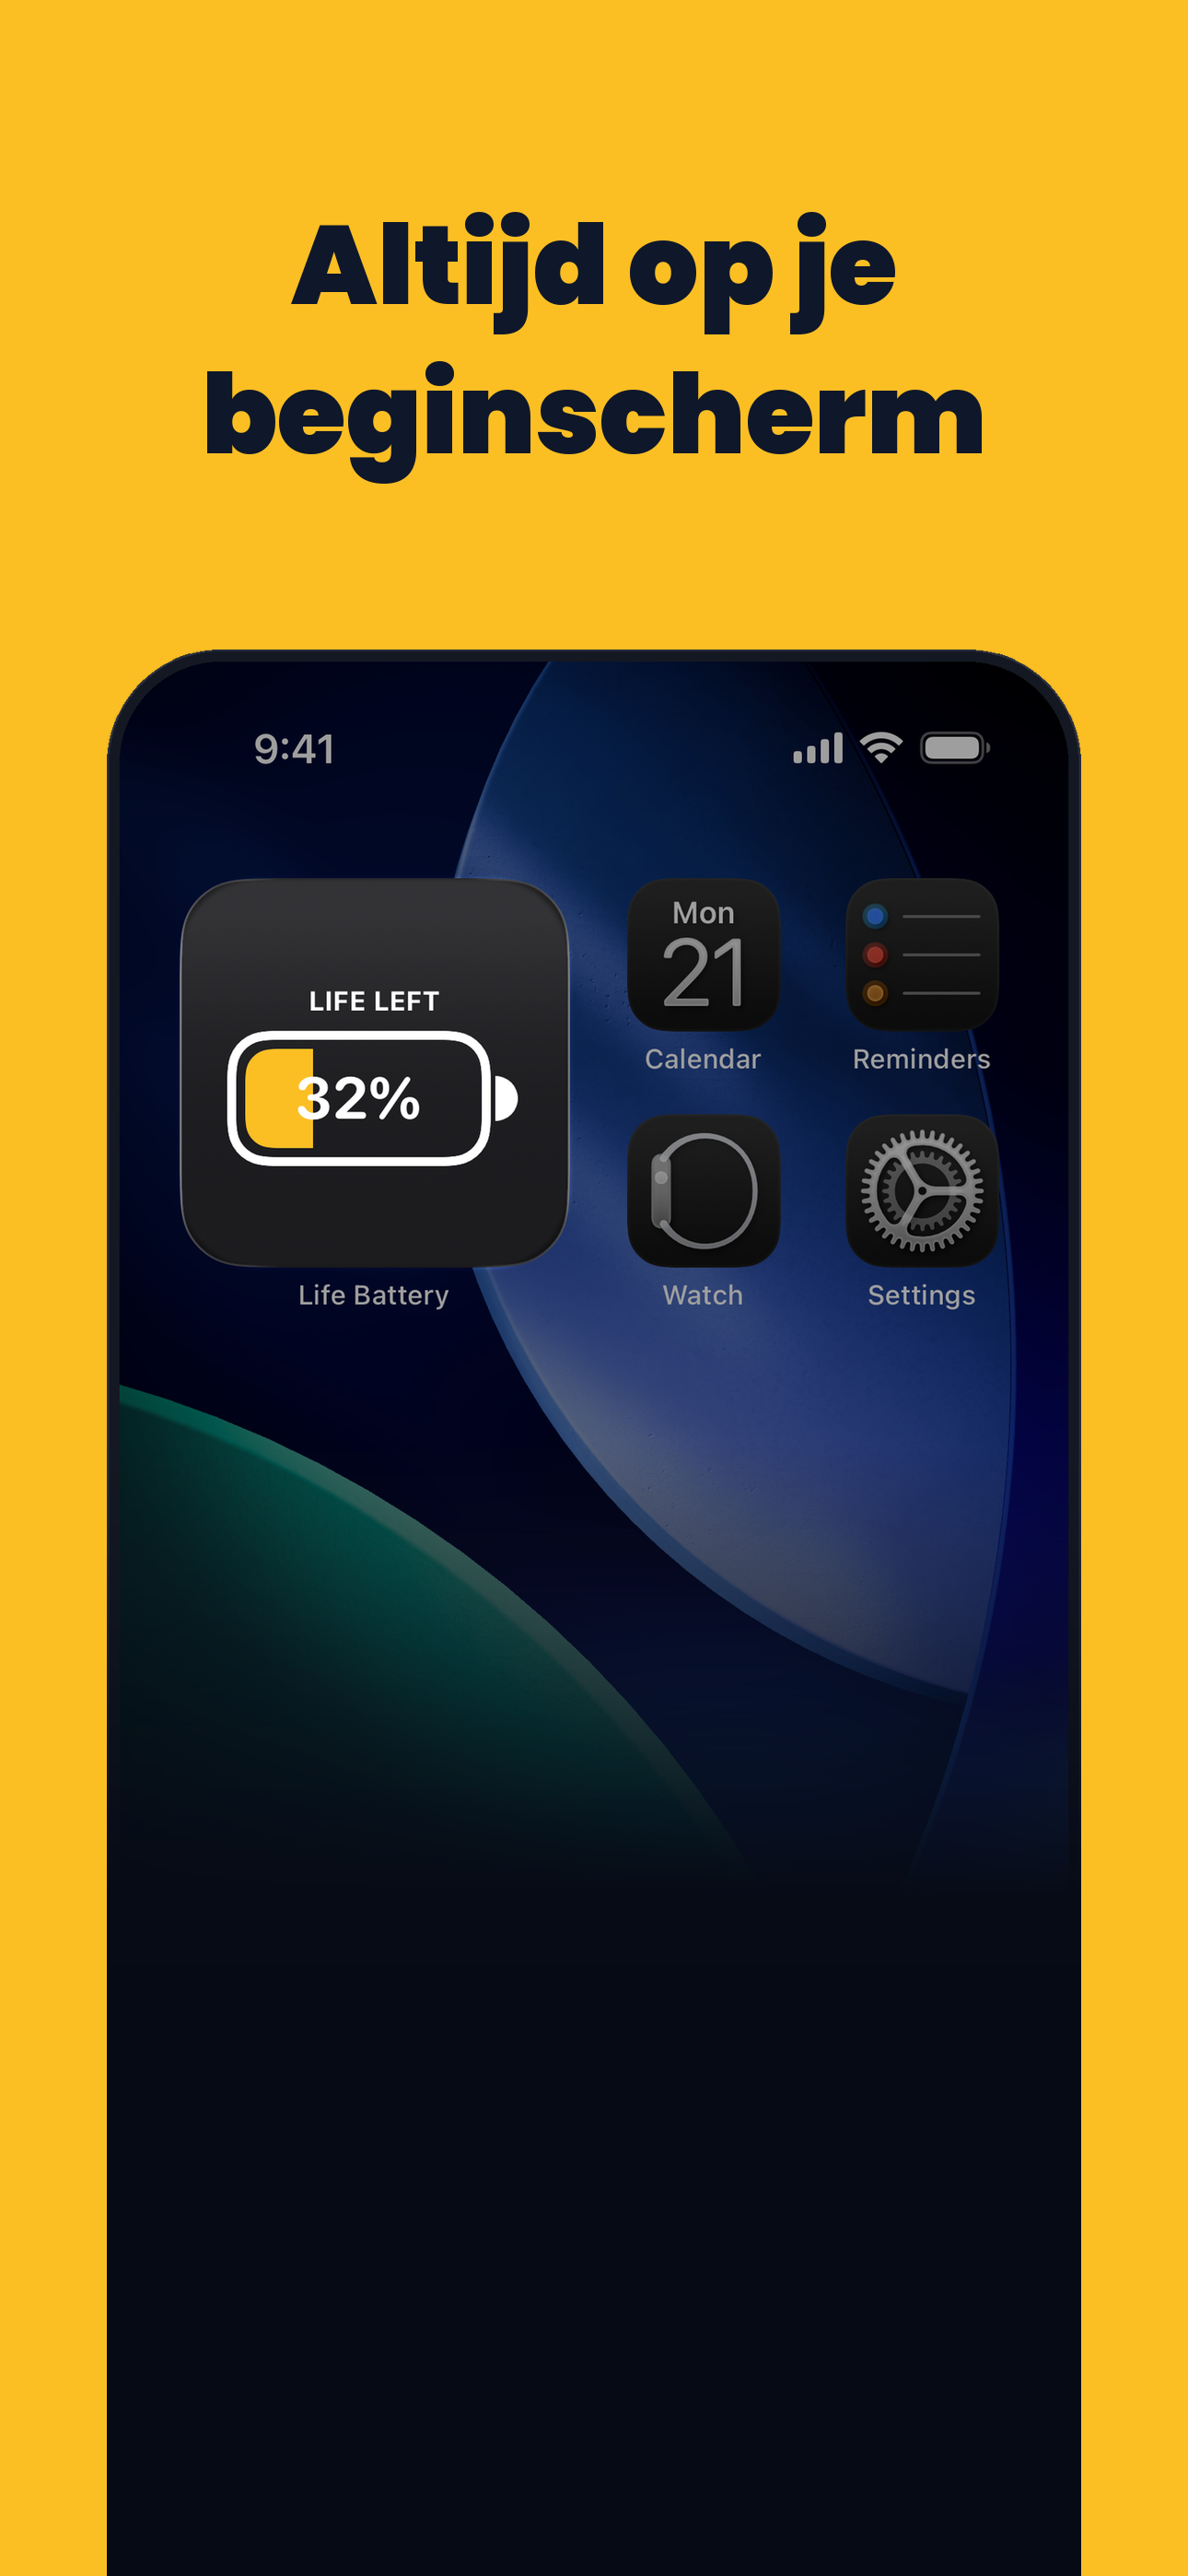 Altijd op je
beginscherm
9:41
LIFE LEFT
32%
Life Battery
Mon
21
Calendar
Reminders
Watch
Settings